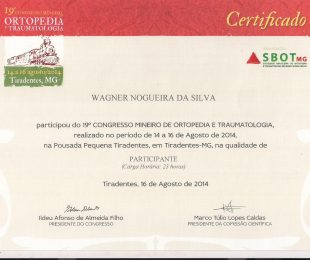 19º CONGRESSO MINEIRO
ORTOPEDIA
E TRAUMATOLOGIA
14 a 16 agosto/2014
Tiradentes, MG
Certificado
SBOT MG
WAGNER NOGUEIRA DA SILVA
participou do 19º CONGRESSO MINEIRO DE ORTOPEDIA E TRAUMATOLOGIA,
realizado no período de 14 a 16 de Agosto de 2014,
na Pousada Pequena Tiradentes, em Tiradentes-MG, na qualidade de
PARTICIPANTE
(Carga Horária: 23 horas)
Tiradentes, 16 de Agosto de 2014
Ildeu Afonso de Almeida Filho
PRESIDENTE DO CONGRESSO
Marco Túlio Lopes Caldas
PRESIDENTE DA COMISSÃO CIENTÍFICA